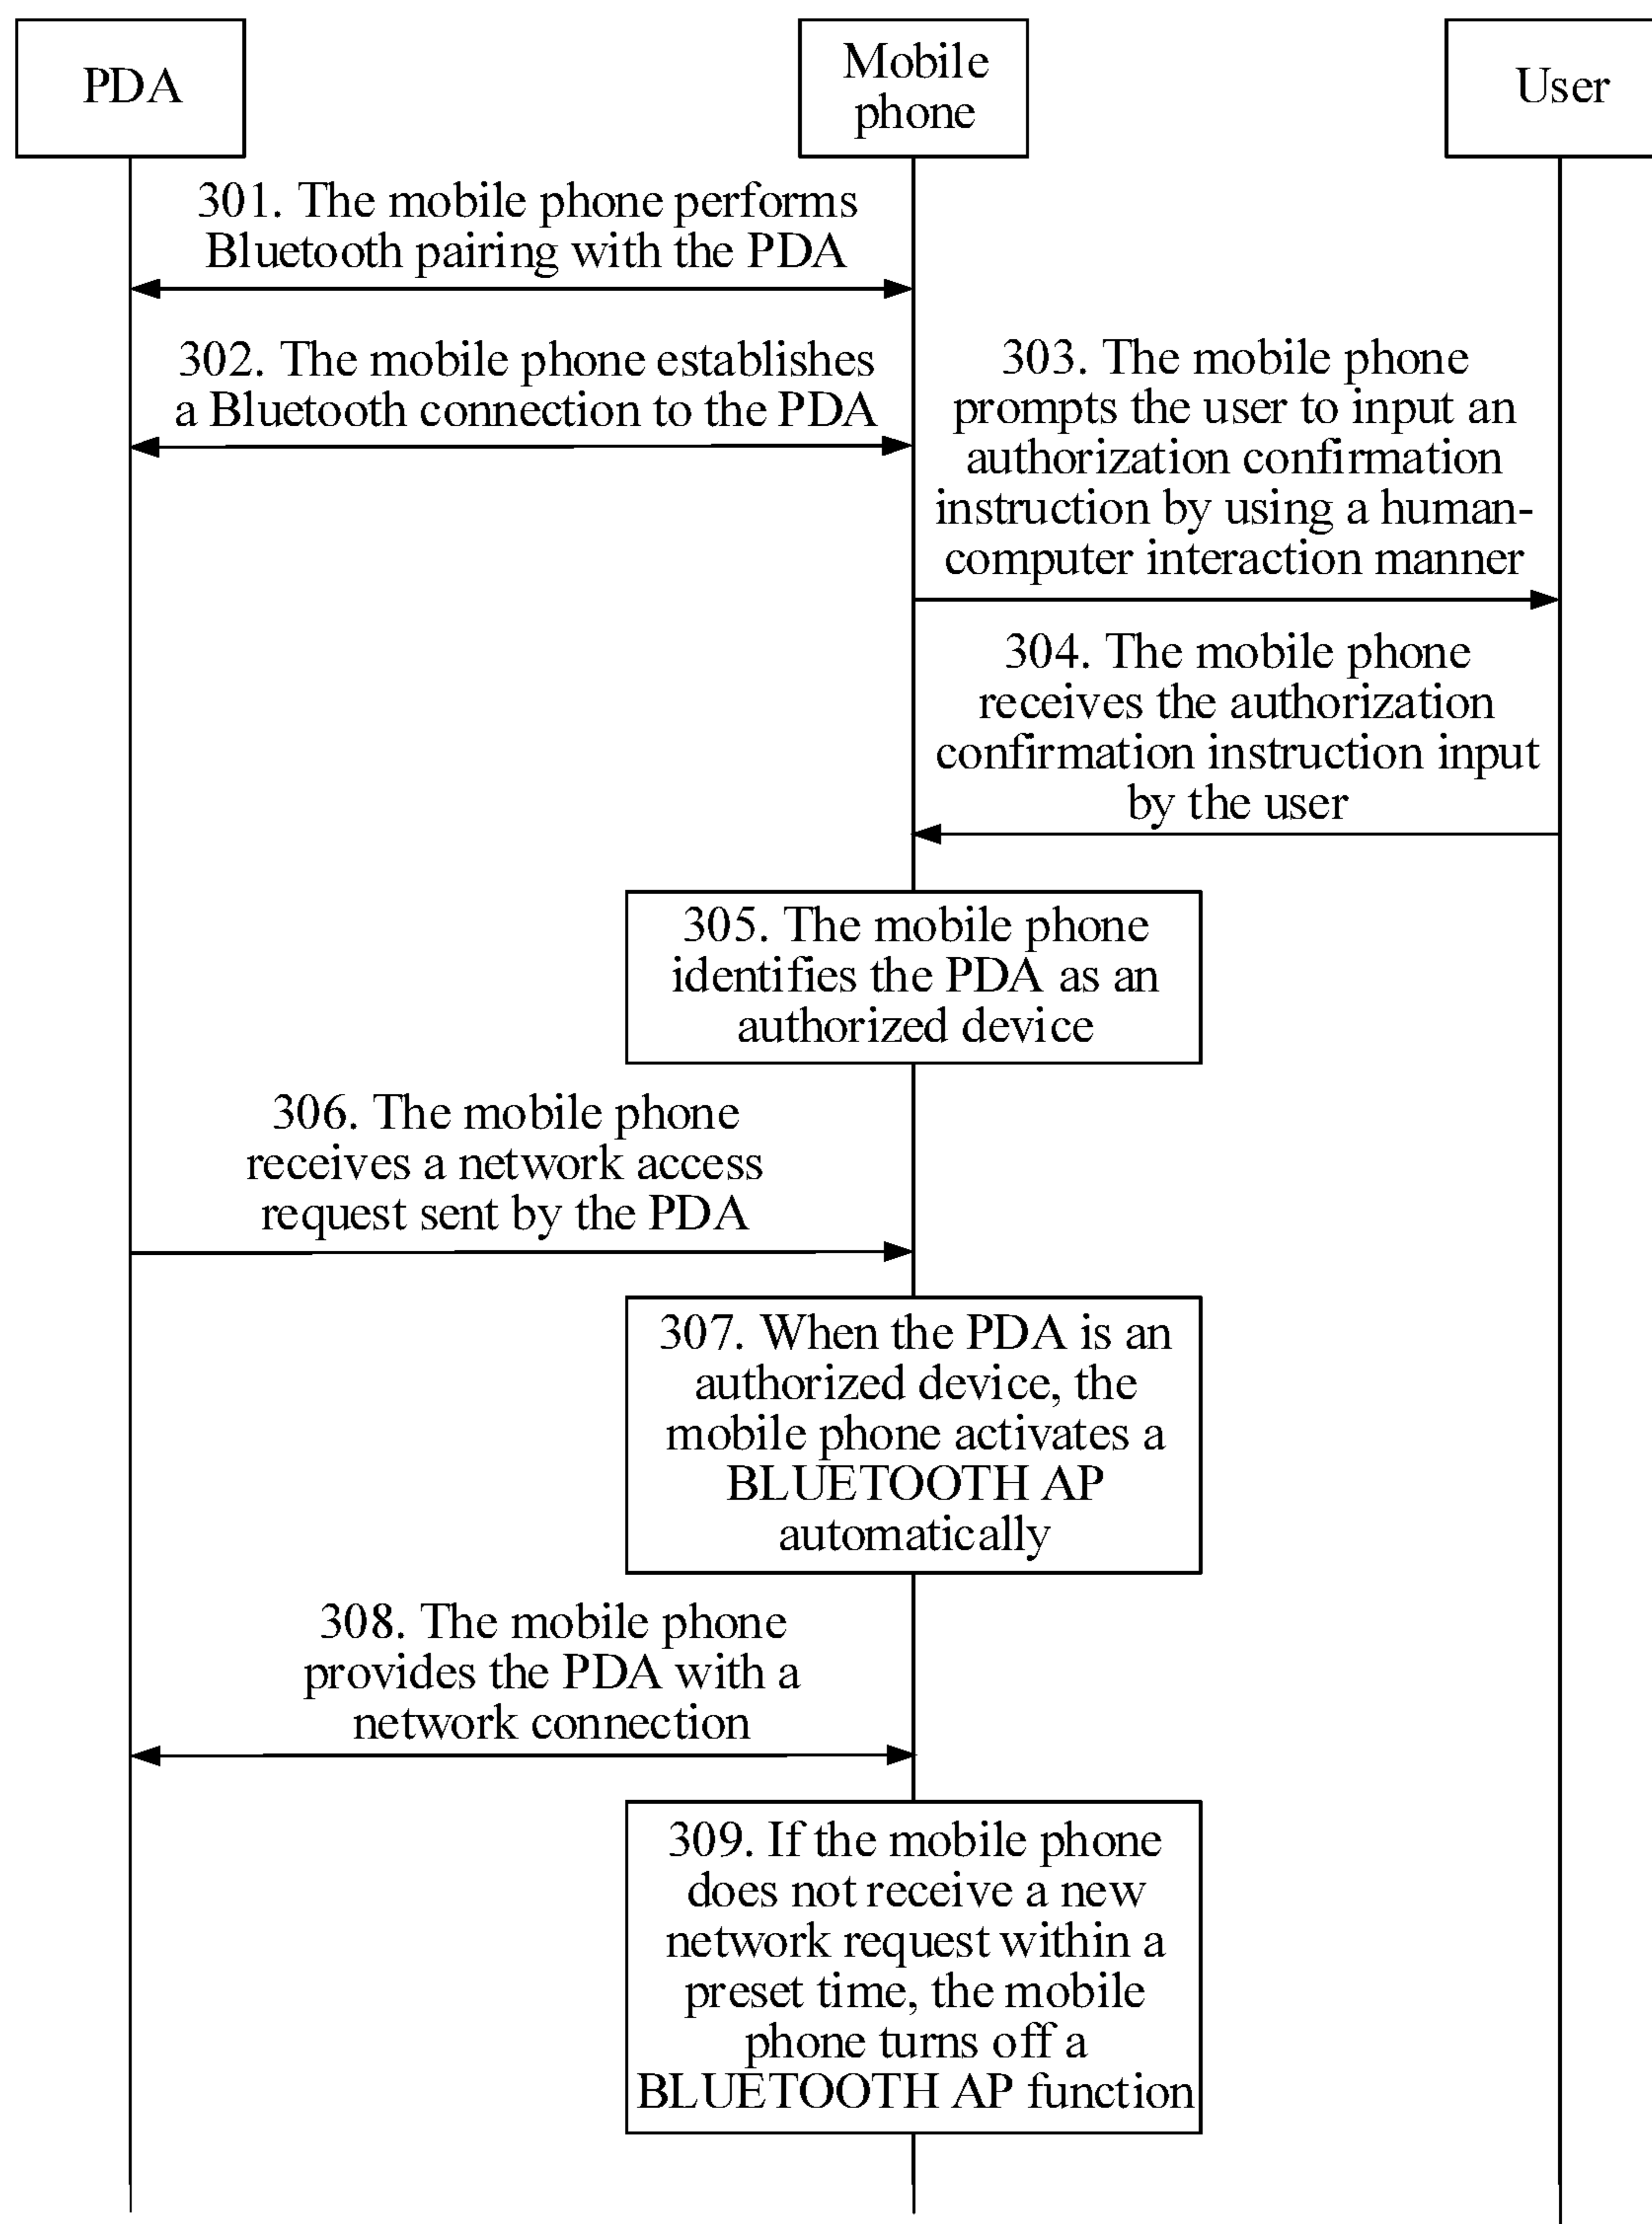 PDA
Mobile
phone
User
301. The mobile phone performs
Bluetooth pairing with the PDA
302. The mobile phone establishes
a Bluetooth connection to the PDA
303. The mobile phone
prompts the user to input an
authorization confirmation
instruction by using a human-
computer interaction manner
304. The mobile phone
receives the authorization
confirmation instruction input
by the user
305. The mobile phone
identifies the PDA as an
authorized device
306. The mobile phone
receives a network access
request sent by the PDA
307. When the PDA is an
authorized device, the
mobile phone activates a
BLUETOOTH AP
automatically
308. The mobile phone
provides the PDA with a
network connection
309. If the mobile phone
does not receive a new
network request within a
preset time, the mobile
phone turns off a
BLUETOOTH AP function